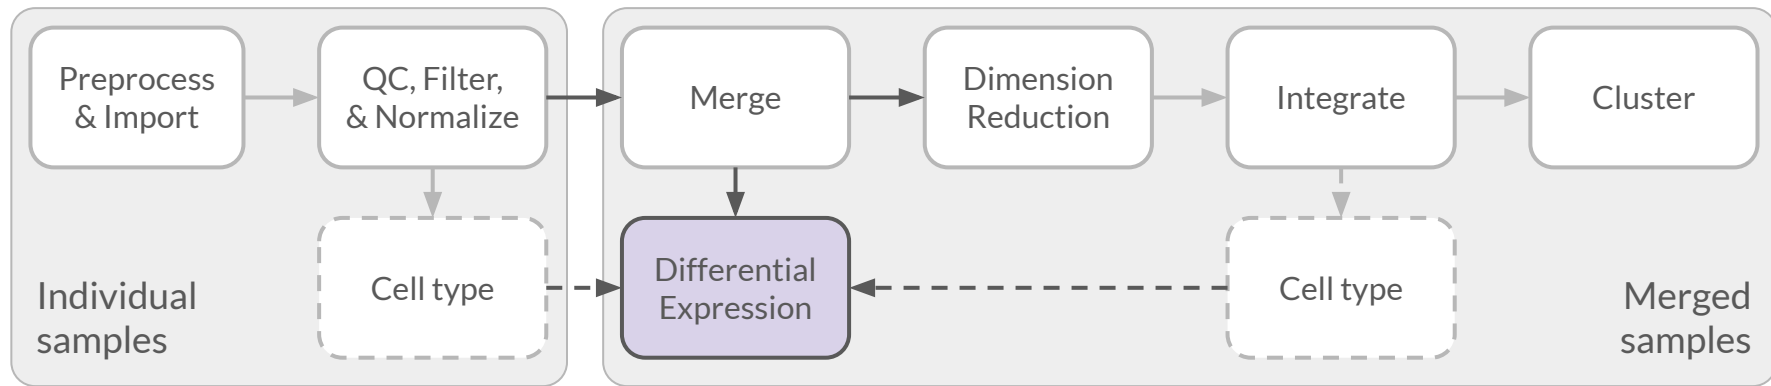 Preprocess
& Import
QC, Filter,
& Normalize
Merge
Dimension
Reduction
Integrate
Cluster
Individual
samples
Cell type
Differential
Expression
Cell type
Merged
samples